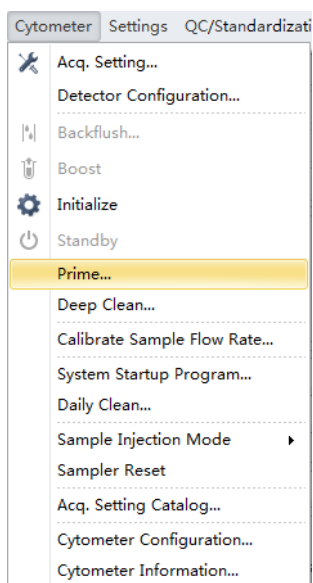 Cytometer Settings QC/Standardizati
Acq. Setting...
Detector Configuration...
Backflush...
Boost
Initialize
Standby
Prime...
Deep Clean...
Calibrate Sample Flow Rate...
System Startup Program...
Daily Clean...
Sample Injection Mode
Sampler Reset
Acq. Setting Catalog...
Cytometer Configuration...
Cytometer Information...